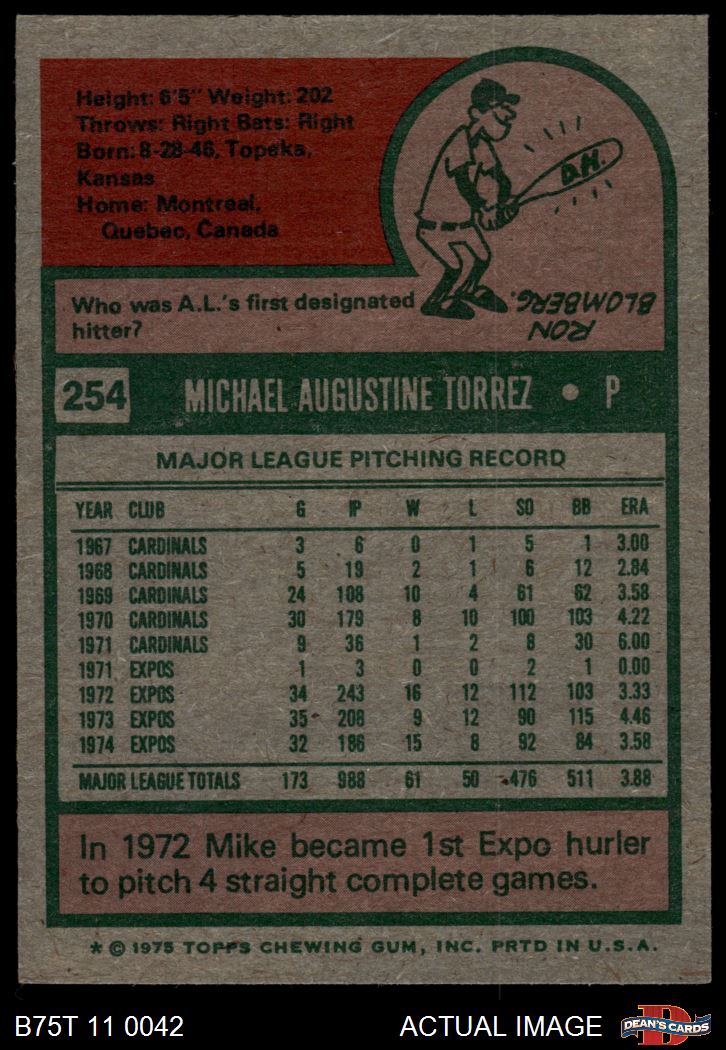 Height: 6'5" Weight: 202
Throws: Right Bats: Right
Born: 8-28-46, Topeka,
Kansas
Home: Montreal,
Quebec, Canada
D.H.
Who was A.L.'s first designated
hitter?
RON
BLOMBERG.
254 MICHAEL AUGUSTINE TORREZ • P
MAJOR LEAGUE PITCHING RECORD
YEAR CLUB G IP W L SO BB ERA
1967 CARDINALS 3 6 0 1 5 1 3.00
1968 CARDINALS 5 19 2 1 6 12 2.84
1969 CARDINALS 24 108 10 4 61 62 3.58
1970 CARDINALS 30 179 8 10 100 103 4.22
1971 CARDINALS 9 36 1 2 8 30 6.00
1971 EXPOS 1 3 0 0 2 1 0.00
1972 EXPOS 34 243 16 12 112 103 3.33
1973 EXPOS 35 208 9 12 90 115 4.46
1974 EXPOS 32 186 15 8 92 84 3.58
MAJOR LEAGUE TOTALS 173 988 61 50 476 511 3.88
In 1972 Mike became 1st Expo hurler
to pitch 4 straight complete games.
* © 1975 TOPPS CHEWING GUM, INC. PRTD IN U.S.A.
B75T 11 0042 ACTUAL IMAGE D DEAN'S CARDS